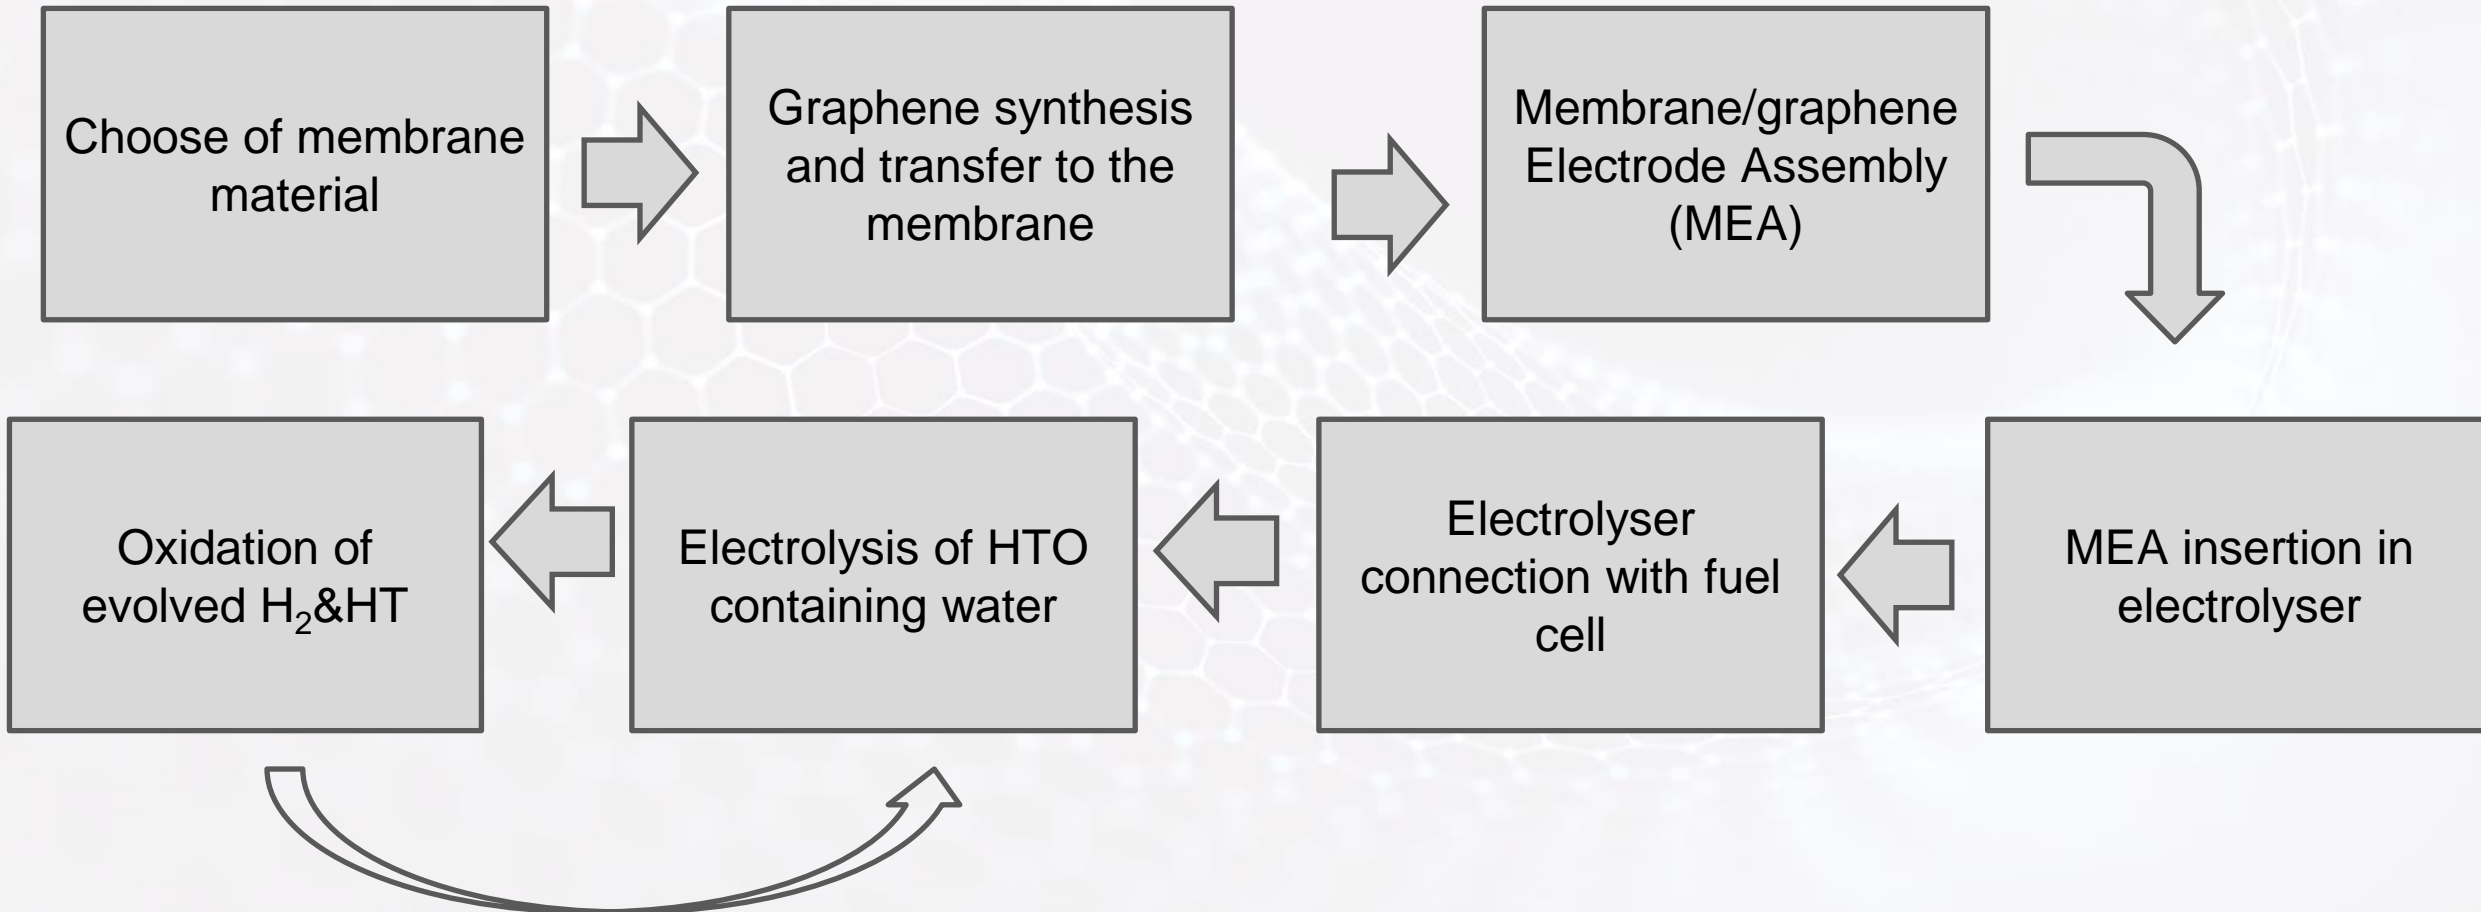 Choose of membrane
material
Graphene synthesis
and transfer to the
membrane
Membrane/graphene
Electrode Assembly
(MEA)
MEA insertion in
electrolyser
Electrolyser
connection with fuel
cell
Electrolysis of HTO
containing water
Oxidation of
evolved H₂&HT